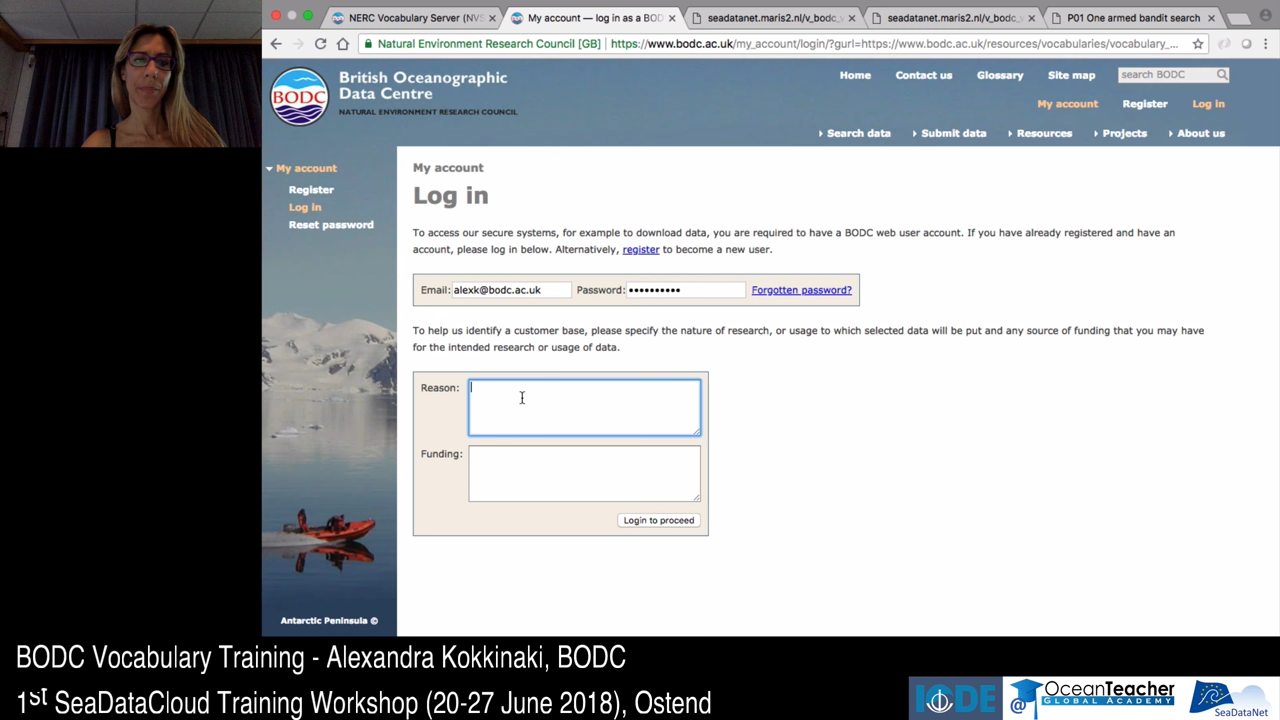 NERC Vocabulary Server (NVS
My account — log in as a BOD
seadatanet.maris2.nl/v_bodc_v
seadatanet.maris2.nl/v_bodc_v
P01 One armed bandit search
Natural Environment Research Council [GB] https://www.bodc.ac.uk/my_account/login/?gurl=https://www.bodc.ac.uk/resources/vocabularies/vocabulary_...
BODC
British Oceanographic
Data Centre
NATURAL ENVIRONMENT RESEARCH COUNCIL
Home Contact us Glossary Site map search BODC
My account Register Log in
Search data Submit data Resources Projects About us
My account
Register
Log in
Reset password
My account
Log in
To access our secure systems, for example to download data, you are required to have a BODC web user account. If you have already registered and have an
account, please log in below. Alternatively, register to become a new user.
Email: alexk@bodc.ac.uk Password: •••••••••• Forgotten password?
To help us identify a customer base, please specify the nature of research, or usage to which selected data will be put and any source of funding that you may have
for the intended research or usage of data.
Reason:
Funding:
Login to proceed
Antarctic Peninsula ©
BODC Vocabulary Training - Alexandra Kokkinaki, BODC
1st SeaDataCloud Training Workshop (20-27 June 2018), Ostend
IODE
@ OceanTeacher
GLOBAL ACADEMY
SeaDataNet